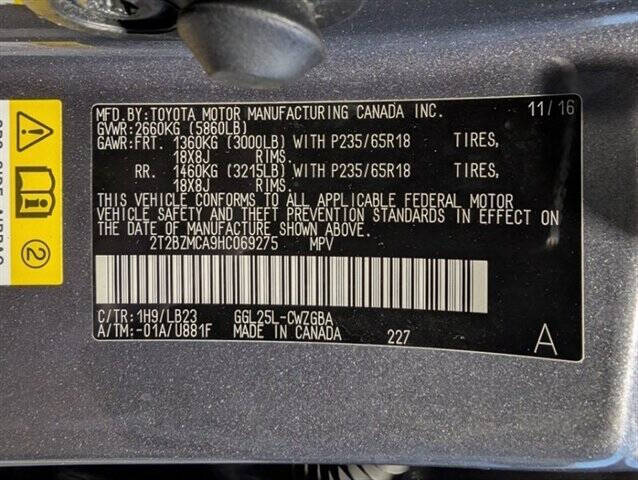 MFD.BY:TOYOTA MOTOR MANUFACTURING CANADA INC. 11/16
GVWR:2660KG (5860LB)
GAWR:FRT. 1360KG (3000LB) WITH P235/65R18 TIRES,
18X8J RIMS.
RR. 1460KG (3215LB) WITH P235/65R18 TIRES,
18X8J RIMS.
THIS VEHICLE CONFORMS TO ALL APPLICABLE FEDERAL MOTOR
VEHICLE SAFETY AND THEFT PREVENTION STANDARDS IN EFFECT ON
THE DATE OF MANUFACTURE SHOWN ABOVE.
2T2BZMCA9HC069275 MPV
C/TR:1H9/LB23 GGL25L-CWZGBA
A/TM:-01A/U881F MADE IN CANADA 227 A
2